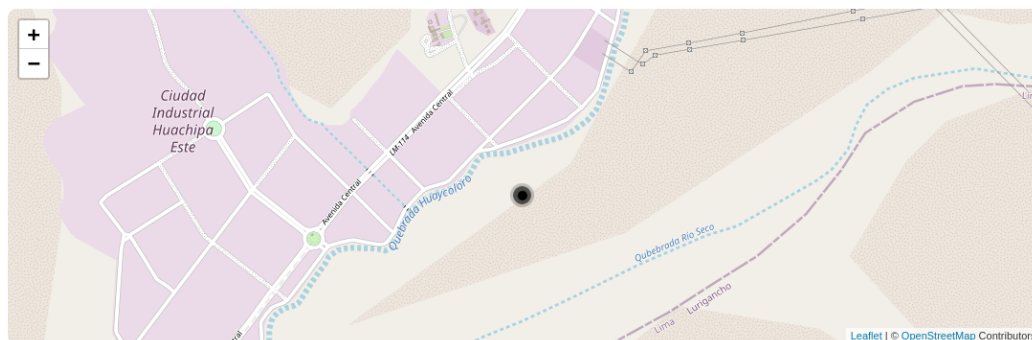 +
−
Ciudad
Industrial
Huachipa
Este
LM-114 Avenida Central
Avenida Central
Quebrada Huaycoloro
Qubebrada Río Seco
Lima
Lurigancho
Leaflet | © OpenStreetMap Contributors